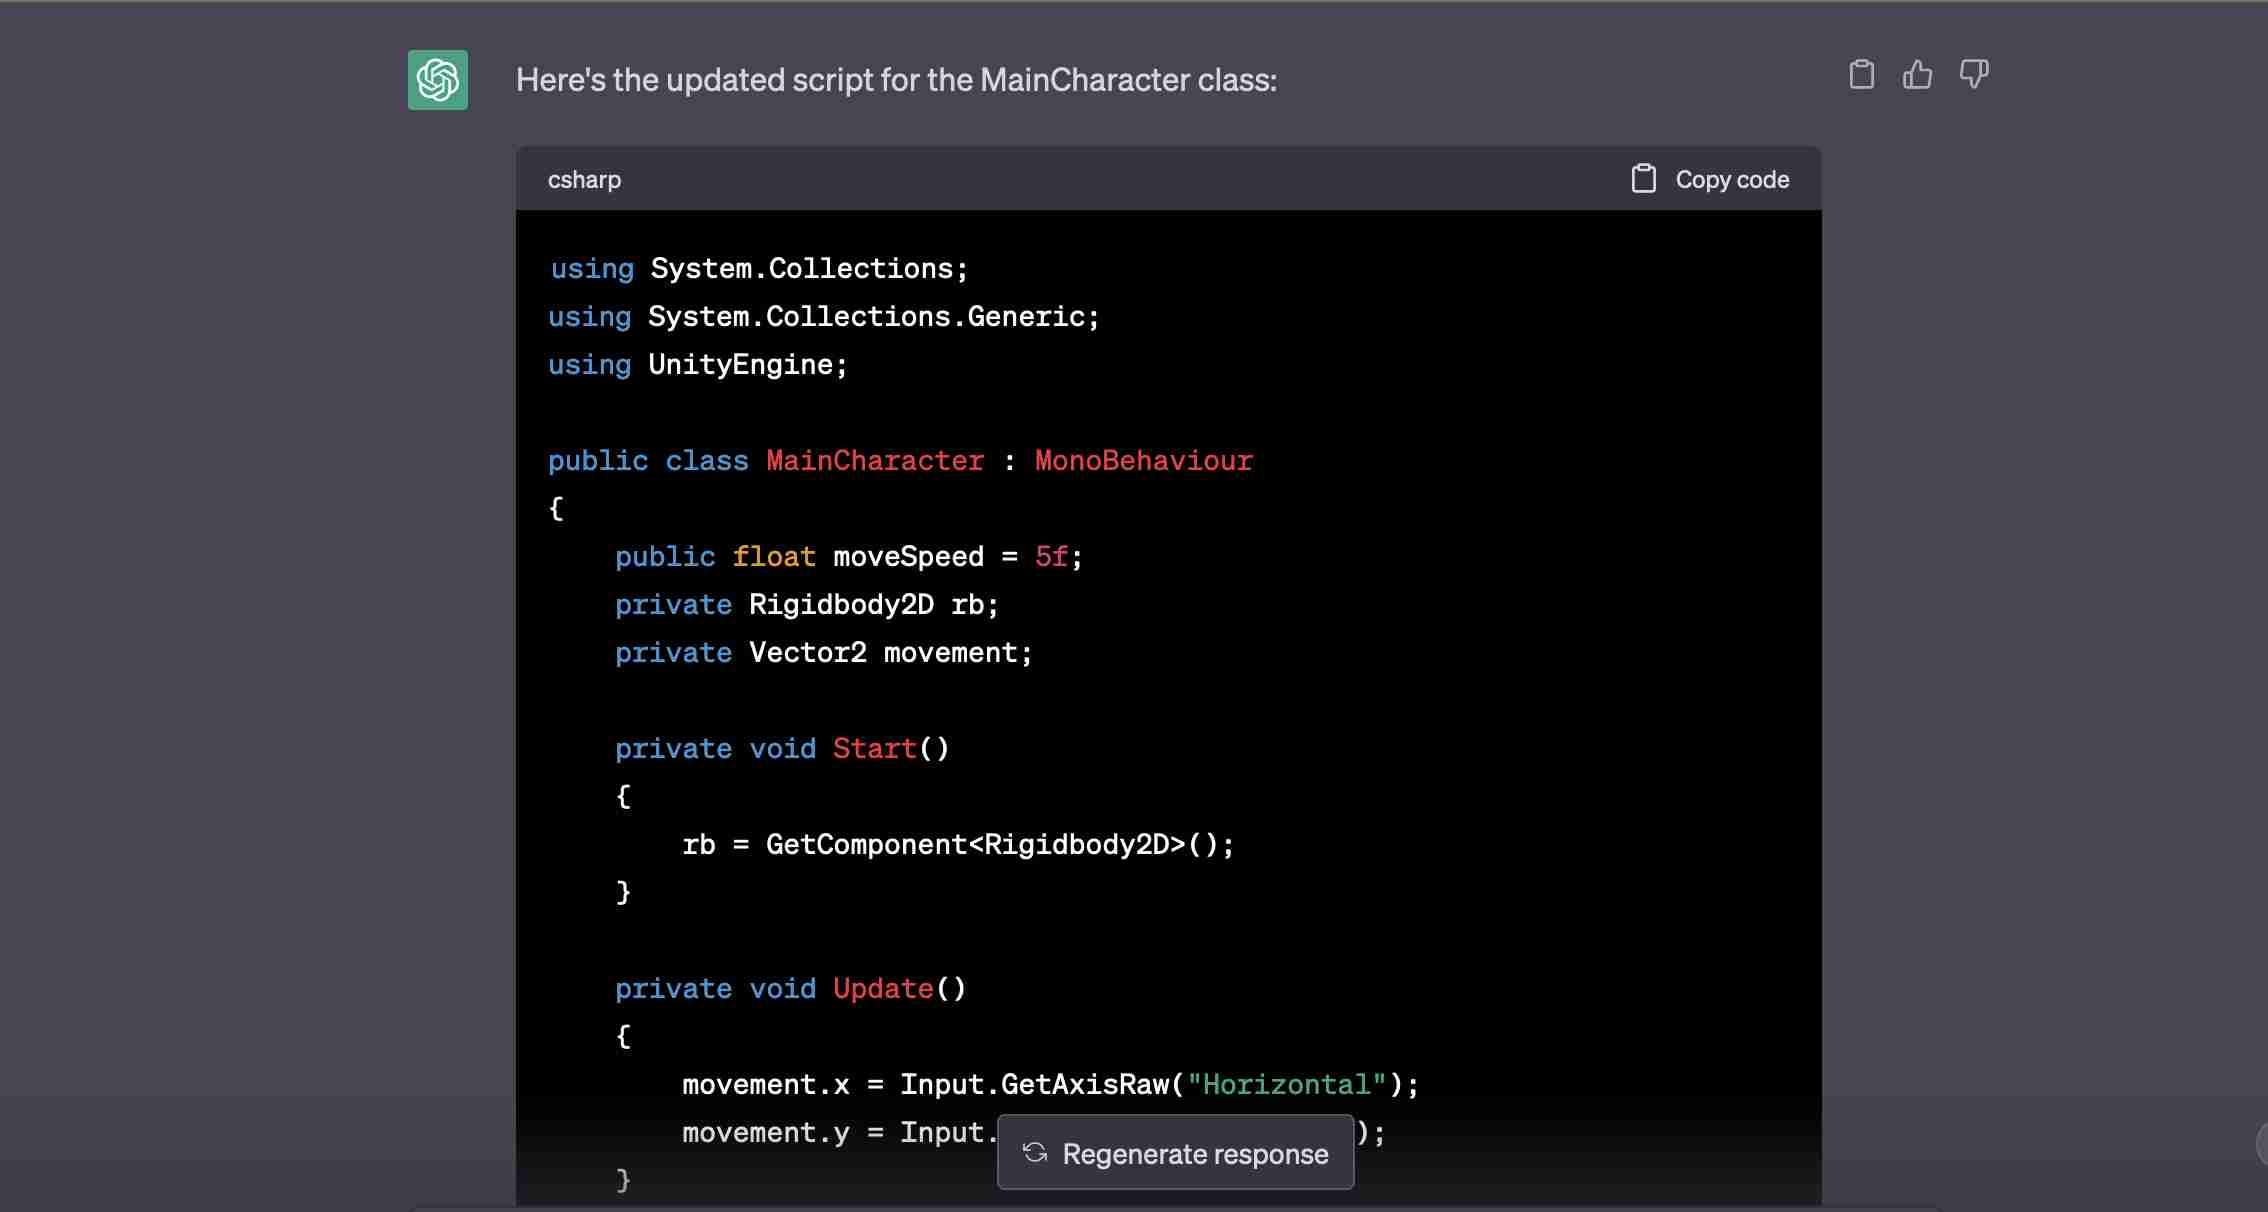 Here's the updated script for the MainCharacter class:
csharp
Copy code
using System.Collections;
using System.Collections.Generic;
using UnityEngine;
public class MainCharacter : MonoBehaviour
{
    public float moveSpeed = 5f;
    private Rigidbody2D rb;
    private Vector2 movement;
    private void Start()
    {
        rb = GetComponent<Rigidbody2D>();
    }
    private void Update()
    {
        movement.x = Input.GetAxisRaw("Horizontal");
        movement.y = Input. );
Regenerate response
    }